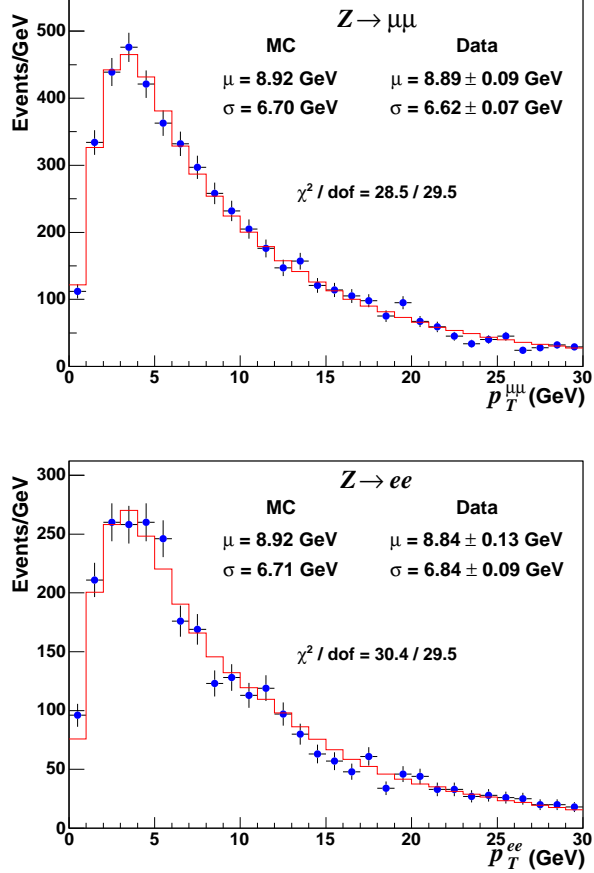 Z → μμ
MC Data
μ = 8.92 GeV μ = 8.89 ± 0.09 GeV
σ = 6.70 GeV σ = 6.62 ± 0.07 GeV
χ² / dof = 28.5 / 29.5
Events/GeV
500
400
300
200
100
0
0 5 10 15 20 25 30
p_T^μμ (GeV)
Z → ee
MC Data
μ = 8.92 GeV μ = 8.84 ± 0.13 GeV
σ = 6.71 GeV σ = 6.84 ± 0.09 GeV
χ² / dof = 30.4 / 29.5
Events/GeV
300
250
200
150
100
50
0
0 5 10 15 20 25 30
p_T^ee (GeV)